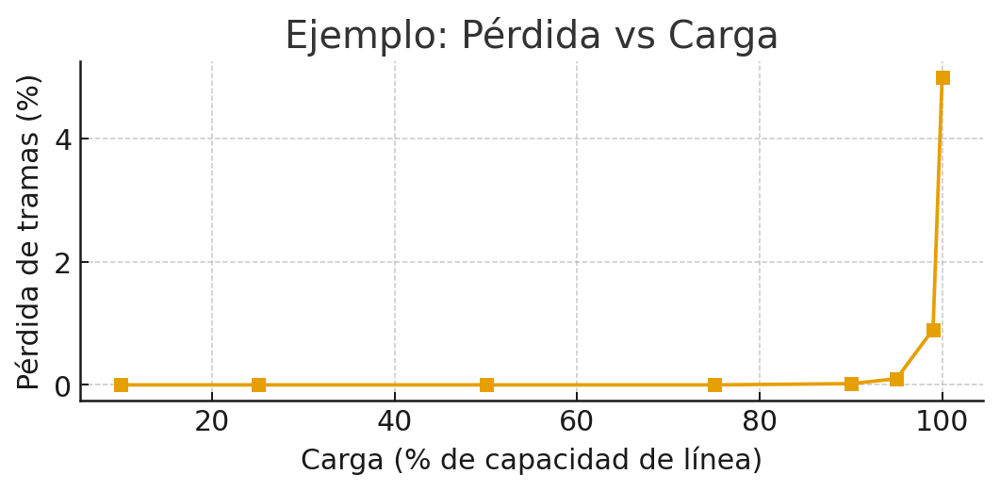 Ejemplo: Pérdida vs Carga
Pérdida de tramas (%)
4
2
0
20 40 60 80 100
Carga (% de capacidad de línea)